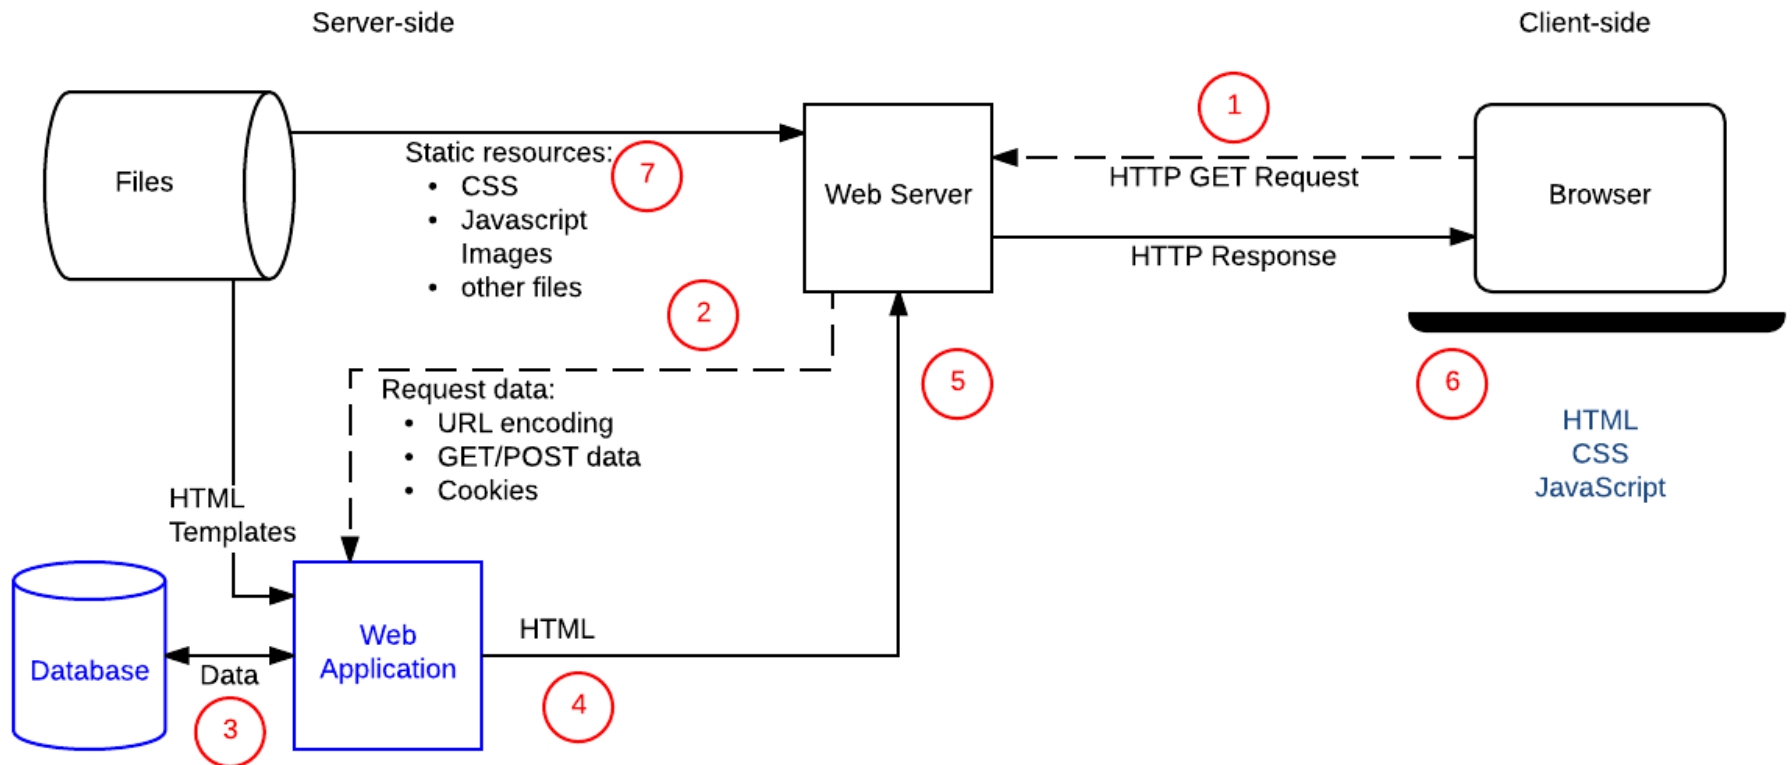 Server-side
Client-side
1
Files
Static resources:
• CSS
• Javascript
Images
• other files
7
Web Server
HTTP GET Request
HTTP Response
Browser
2
Request data:
• URL encoding
• GET/POST data
• Cookies
5
6
HTML
CSS
JavaScript
HTML
Templates
Database
Data
3
Web
Application
HTML
4